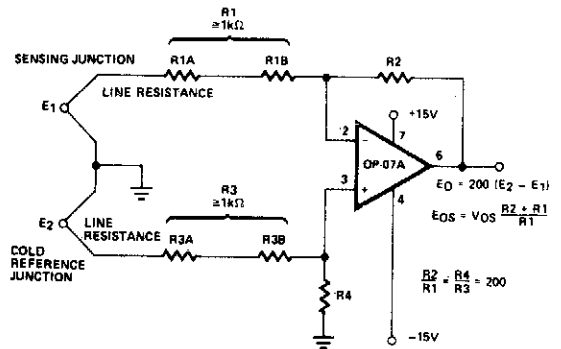 R1
≅1kΩ
SENSING JUNCTION
R1A
R1B
R2
LINE RESISTANCE
E1
+15V
2
−
7
OP-07A
6
EO = 200 (E2 − E1)
3
+
4
R3
≅1kΩ
E2
LINE
RESISTANCE
EOS = VOS R2 + R1
R1
COLD
REFERENCE
JUNCTION
R3A
R3B
R4
R2
R1
= R4
R3
= 200
−15V